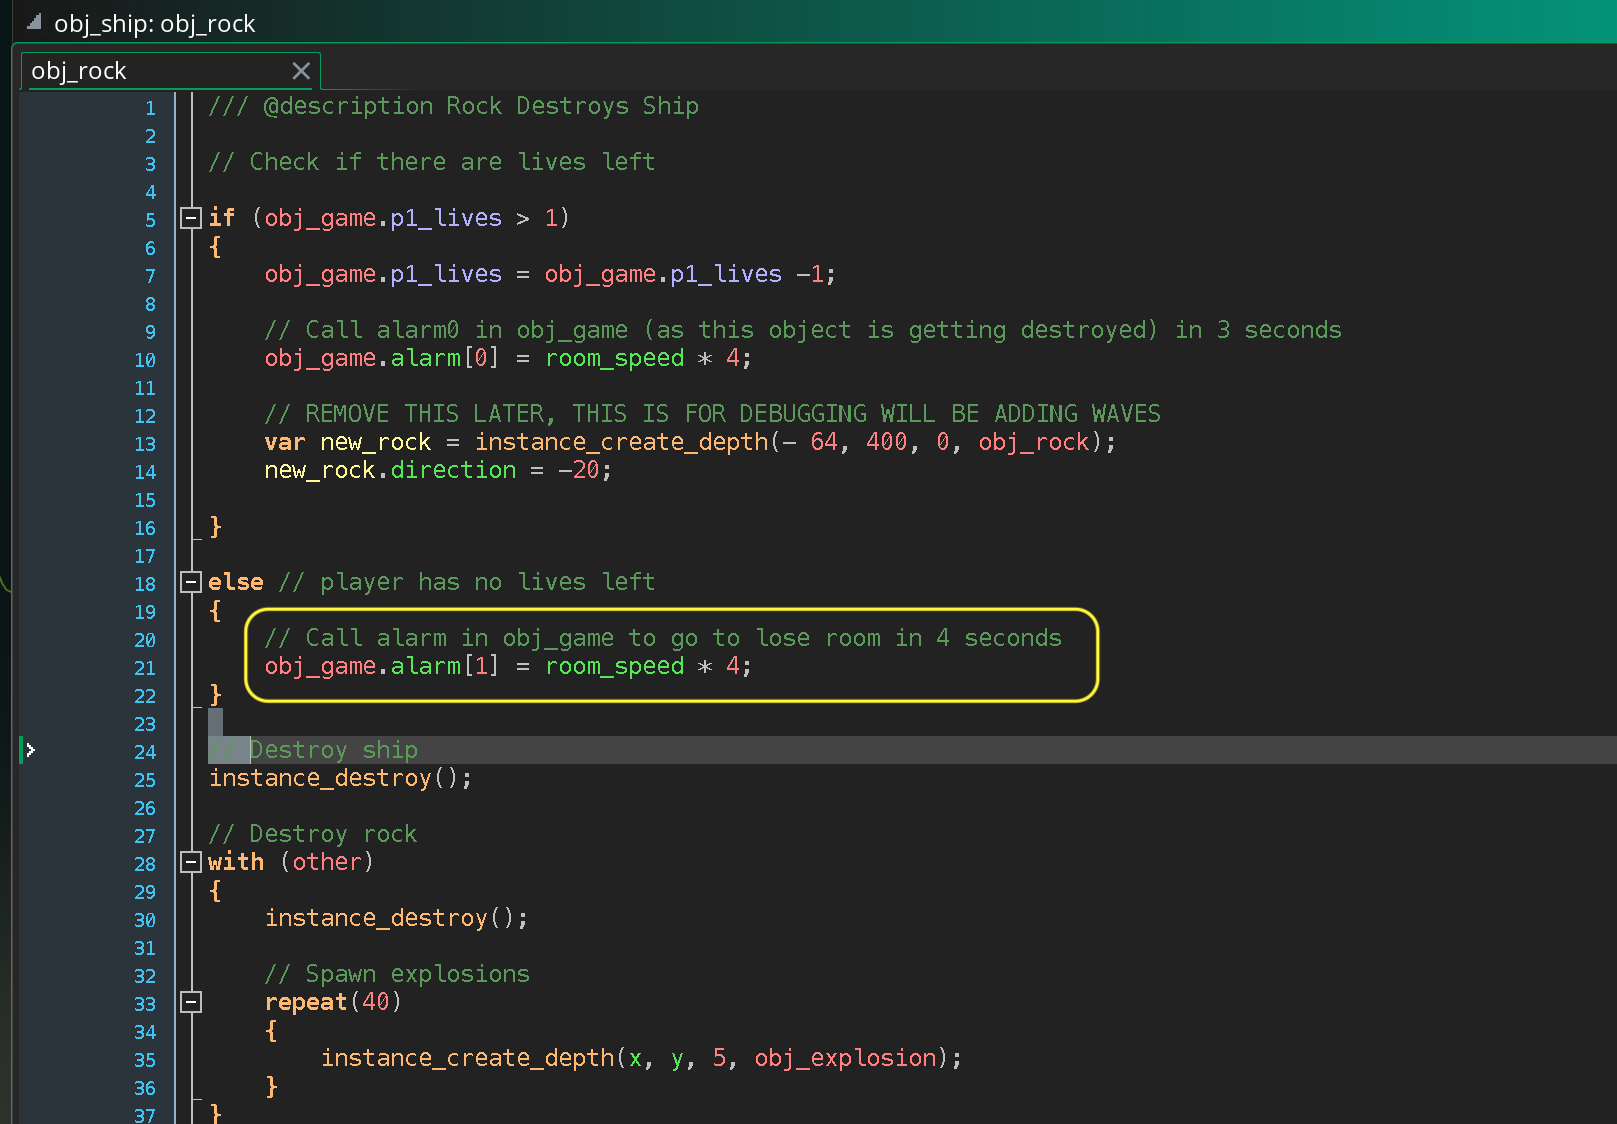 obj_ship: obj_rock
obj_rock
1 /// @description Rock Destroys Ship
2
3 // Check if there are lives left
4
5 if (obj_game.p1_lives > 1)
6 {
7 obj_game.p1_lives = obj_game.p1_lives -1;
8
9 // Call alarm0 in obj_game (as this object is getting destroyed) in 3 seconds
10 obj_game.alarm[0] = room_speed * 4;
11
12 // REMOVE THIS LATER, THIS IS FOR DEBUGGING WILL BE ADDING WAVES
13 var new_rock = instance_create_depth(- 64, 400, 0, obj_rock);
14 new_rock.direction = -20;
15
16 }
17
18 else // player has no lives left
19 {
20 // Call alarm in obj_game to go to lose room in 4 seconds
21 obj_game.alarm[1] = room_speed * 4;
22 }
23
24 // Destroy ship
25 instance_destroy();
26
27 // Destroy rock
28 with (other)
29 {
30 instance_destroy();
31
32 // Spawn explosions
33 repeat(40)
34 {
35 instance_create_depth(x, y, 5, obj_explosion);
36 }
37 }